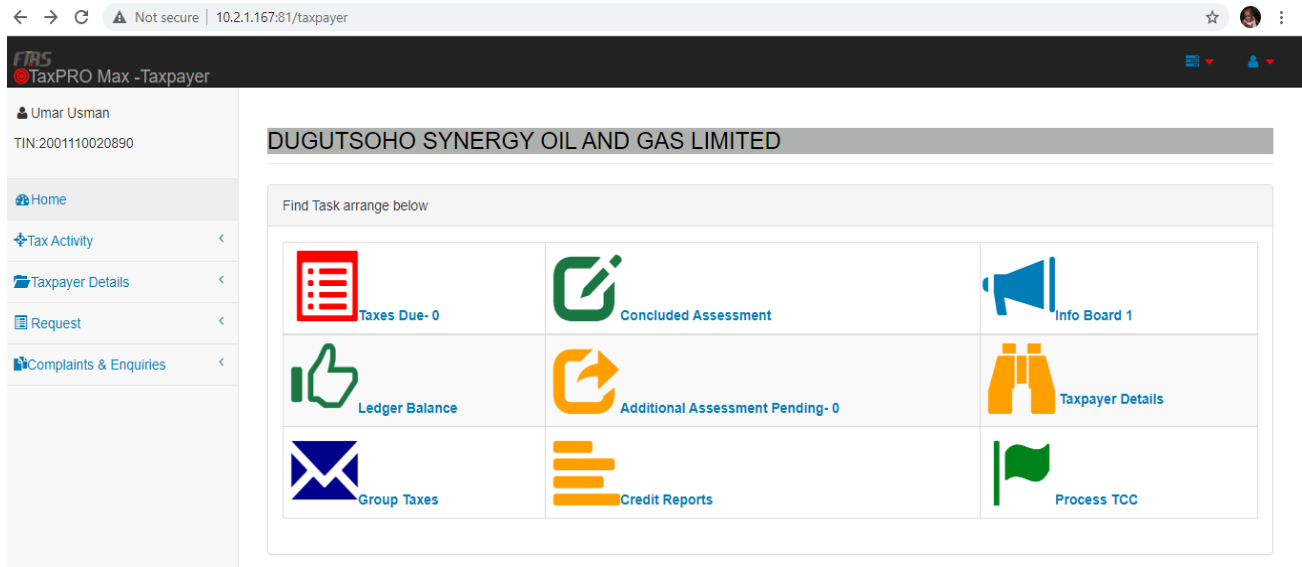 Not secure | 10.2.1.167:81/taxpayer
FIRS
TaxPRO Max -Taxpayer
Umar Usman
TIN:2001110020890
Home
Tax Activity
Taxpayer Details
Request
Complaints & Enquiries
DUGUTSOHO SYNERGY OIL AND GAS LIMITED
Find Task arrange below
Taxes Due- 0
Concluded Assessment
Info Board 1
Ledger Balance
Additional Assessment Pending- 0
Taxpayer Details
Group Taxes
Credit Reports
Process TCC